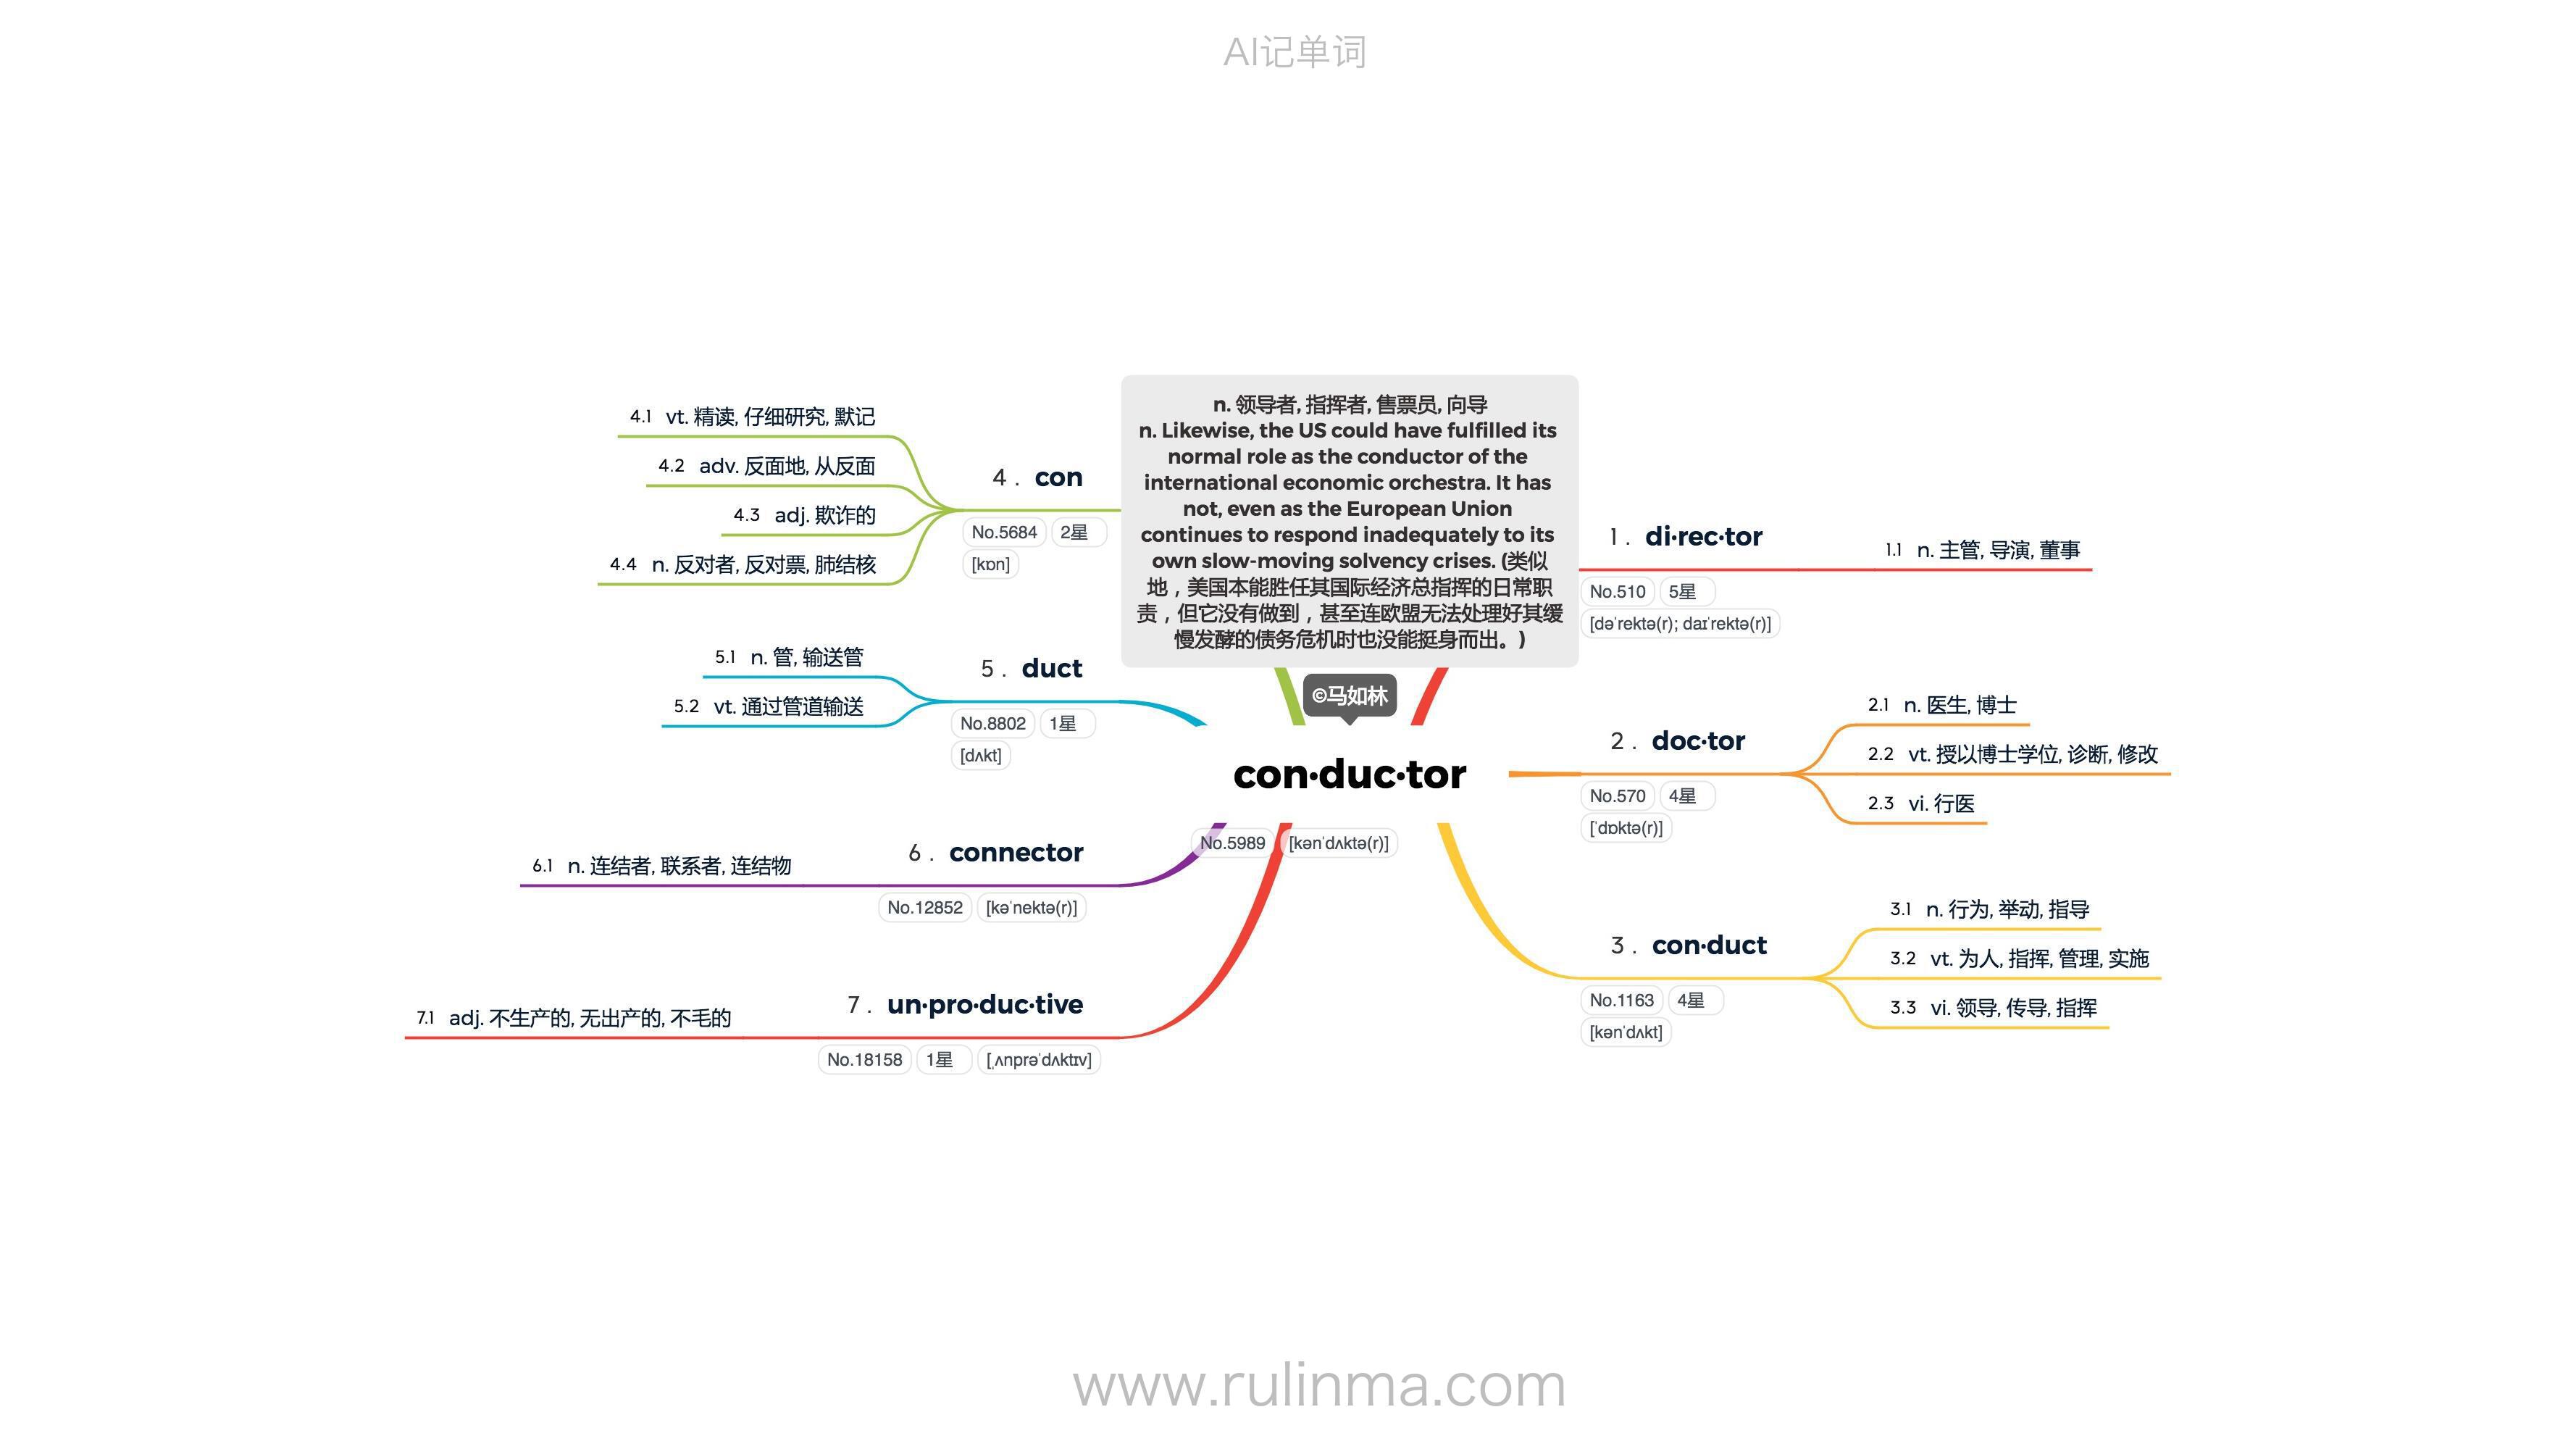 AI记单词
n. 领导者, 指挥者, 售票员, 向导
n. Likewise, the US could have fulfilled its
normal role as the conductor of the
international economic orchestra. It has
not, even as the European Union
continues to respond inadequately to its
own slow-moving solvency crises. (类似
地，美国本能胜任其国际经济总指挥的日常职
责，但它没有做到，甚至连欧盟无法处理好其缓
慢发酵的债务危机时也没能挺身而出。)
©马如林
con·duc·tor
No.5989 [kənˈdʌktə(r)]
1. di·rec·tor
No.510 5星
[dəˈrektə(r); daɪˈrektə(r)]
1.1 n. 主管, 导演, 董事
2. doc·tor
No.570 4星
[ˈdɒktə(r)]
2.1 n. 医生, 博士
2.2 vt. 授以博士学位, 诊断, 修改
2.3 vi. 行医
3. con·duct
No.1163 4星
[kənˈdʌkt]
3.1 n. 行为, 举动, 指导
3.2 vt. 为人, 指挥, 管理, 实施
3.3 vi. 领导, 传导, 指挥
4. con
No.5684 2星
[kɒn]
4.1 vt. 精读, 仔细研究, 默记
4.2 adv. 反面地, 从反面
4.3 adj. 欺诈的
4.4 n. 反对者, 反对票, 肺结核
5. duct
No.8802 1星
[dʌkt]
5.1 n. 管, 输送管
5.2 vt. 通过管道输送
6. connector
No.12852 [kəˈnektə(r)]
6.1 n. 连结者, 联系者, 连结物
7. un·pro·duc·tive
No.18158 1星 [ˌʌnprəˈdʌktɪv]
7.1 adj. 不生产的, 无出产的, 不毛的
www.rulinma.com